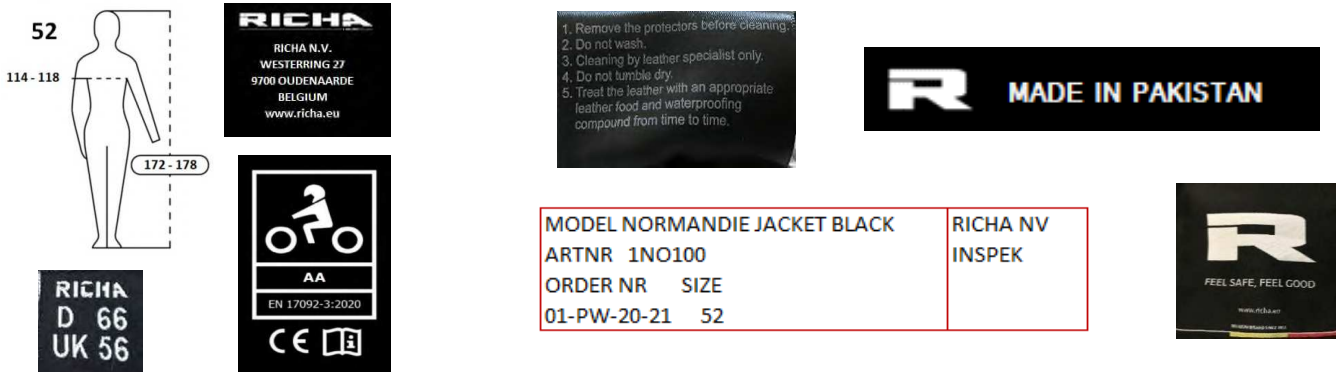 52
114 - 118
172 - 178
RICHA
D 66
UK 56
RICHA
RICHA N.V.
WESTERRING 27
9700 OUDENAARDE
BELGIUM
www.richa.eu
AA
EN 17092-3:2020
CE
1. Remove the protectors before cleaning.
2. Do not wash.
3. Cleaning by leather specialist only.
4. Do not tumble dry.
5. Treat the leather with an appropriate
leather food and waterproofing
compound from time to time.
R MADE IN PAKISTAN
MODEL NORMANDIE JACKET BLACK RICHA NV
ARTNR 1NO100 INSPEK
ORDER NR SIZE
01-PW-20-21 52
R
FEEL SAFE, FEEL GOOD
www.richa.eu